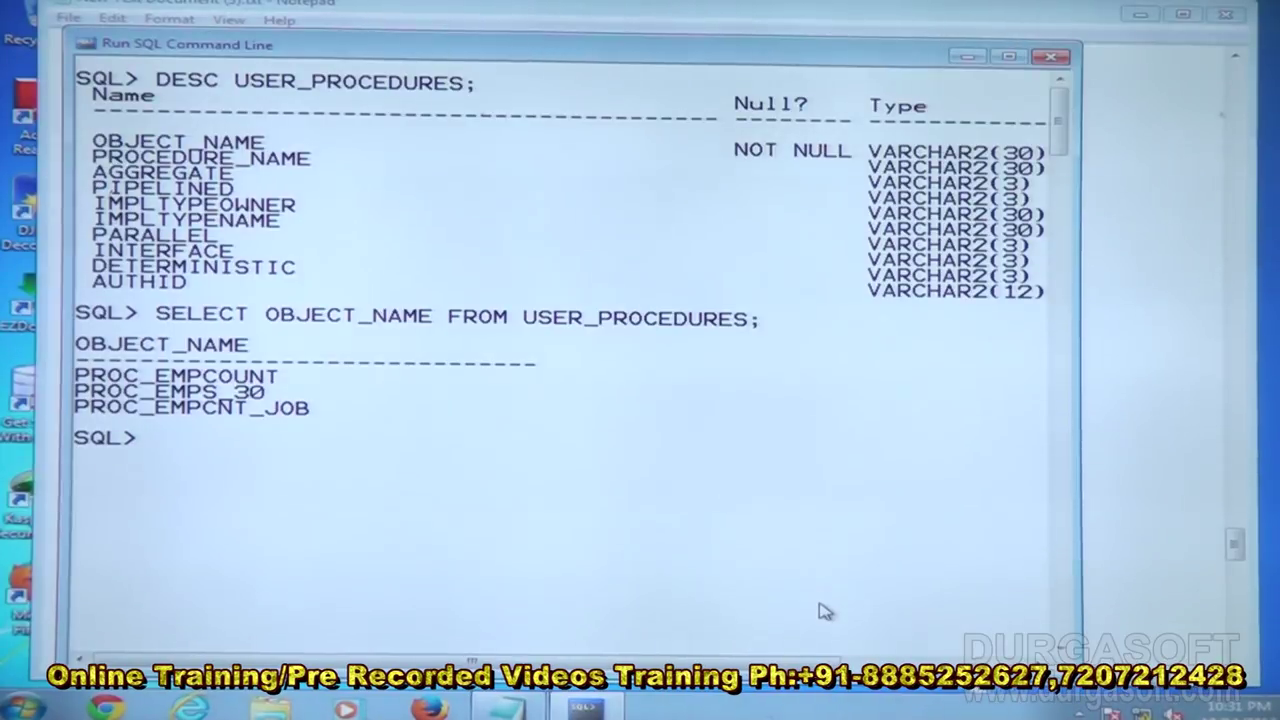 File Edit Format View Help
Run SQL Command Line
SQL> DESC USER_PROCEDURES;
Name Null? Type
OBJECT_NAME NOT NULL VARCHAR2(30)
PROCEDURE_NAME VARCHAR2(30)
AGGREGATE VARCHAR2(3)
PIPELINED VARCHAR2(3)
IMPLTYPEOWNER VARCHAR2(30)
IMPLTYPENAME VARCHAR2(30)
PARALLEL VARCHAR2(3)
INTERFACE VARCHAR2(3)
DETERMINISTIC VARCHAR2(3)
AUTHID VARCHAR2(12)
SQL> SELECT OBJECT_NAME FROM USER_PROCEDURES;
OBJECT_NAME
PROC_EMPCOUNT
PROC_EMPS_30
PROC_EMPCNT_JOB
SQL>
DURGASOFT
Online Training/Pre Recorded Videos Training Ph:+91-8885252627,7207212428
www.durgasoft.com
10:31 PM